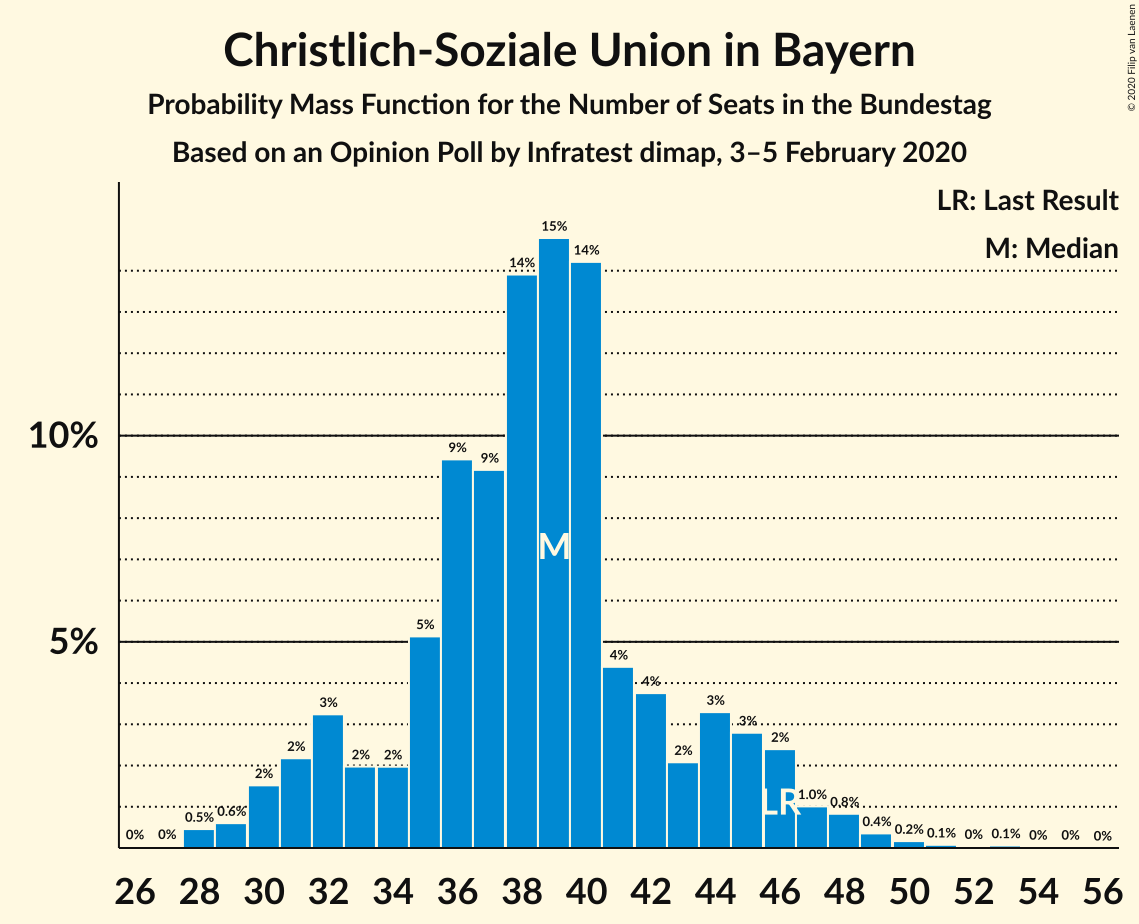 Christlich-Soziale Union in Bayern
Probability Mass Function for the Number of Seats in the Bundestag
Based on an Opinion Poll by Infratest dimap, 3–5 February 2020
© 2020 Filip van Laenen
LR: Last Result
M: Median
10%
5%
0% 0% 0.5% 0.6% 2% 2% 3% 2% 2% 5% 9% 9% 14% 15% 14% 4% 4% 2% 3% 3% 2% 1.0% 0.8% 0.4% 0.2% 0.1% 0% 0.1% 0% 0% 0%
M
LR
26 28 30 32 34 36 38 40 42 44 46 48 50 52 54 56